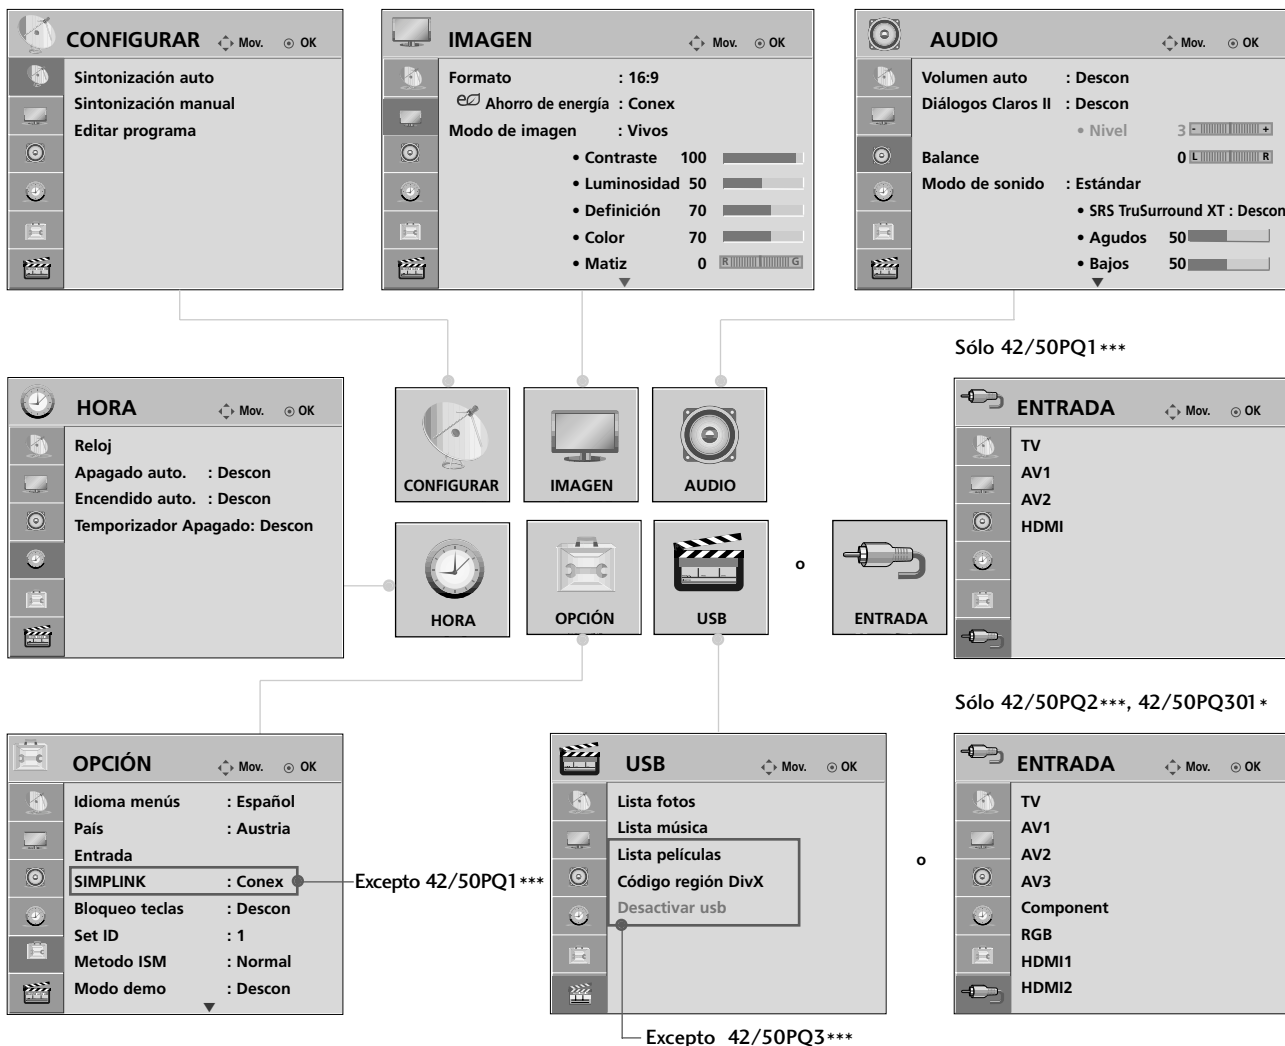 CONFIGURAR Mov. OK
Sintonización auto
Sintonización manual
Editar programa
IMAGEN Mov. OK
Formato : 16:9
Ahorro de energía : Conex
Modo de imagen : Vivos
• Contraste 100
• Luminosidad 50
• Definición 70
• Color 70
• Matiz 0 R G
AUDIO Mov. OK
Volumen auto : Descon
Diálogos Claros II : Descon
• Nivel 3 - +
Balance 0 L R
Modo de sonido : Estándar
• SRS TruSurround XT : Descon
• Agudos 50
• Bajos 50
Sólo 42/50PQ1***
HORA Mov. OK
Reloj
Apagado auto. : Descon
Encendido auto. : Descon
Temporizador Apagado: Descon
CONFIGURAR
IMAGEN
AUDIO
HORA
OPCIÓN
USB
o
ENTRADA
ENTRADA Mov. OK
TV
AV1
AV2
HDMI
Sólo 42/50PQ2***, 42/50PQ301*
OPCIÓN Mov. OK
Idioma menús : Español
País : Austria
Entrada
SIMPLINK : Conex
Bloqueo teclas : Descon
Set ID : 1
Metodo ISM : Normal
Modo demo : Descon
Excepto 42/50PQ1***
USB Mov. OK
Lista fotos
Lista música
Lista películas
Código región DivX
Desactivar usb
Excepto 42/50PQ3***
o
ENTRADA Mov. OK
TV
AV1
AV2
AV3
Component
RGB
HDMI1
HDMI2